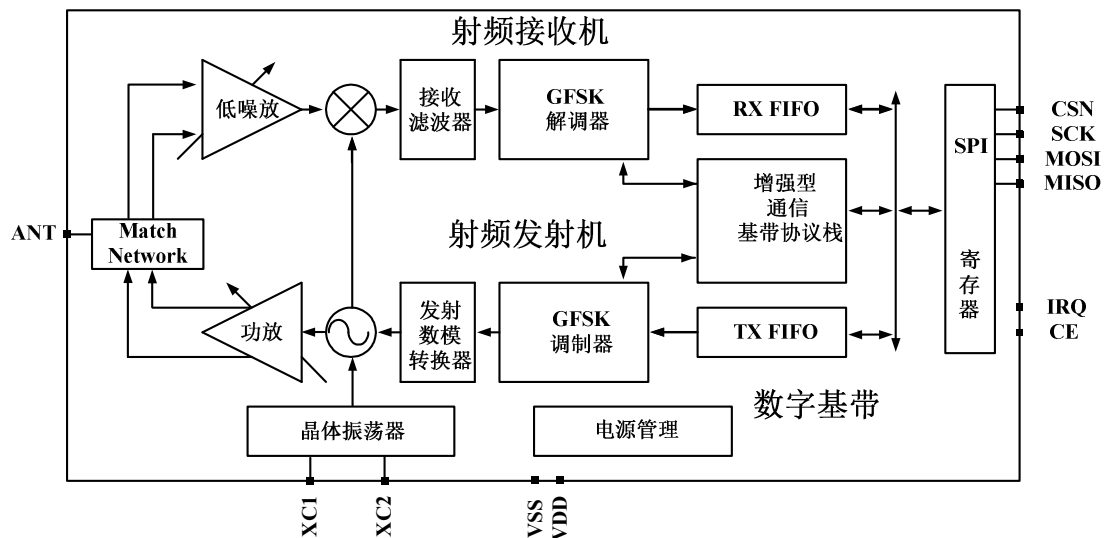 射频接收机
低噪放
接收
滤波器
GFSK
解调器
RX FIFO
SPI
CSN
SCK
MOSI
MISO
增强型
通信
基带协议栈
ANT
Match
Network
射频发射机
寄
存
器
功放
发射
数模
转换器
GFSK
调制器
TX FIFO
IRQ
CE
数字基带
晶体振荡器
电源管理
XC1
XC2
VSS
VDD